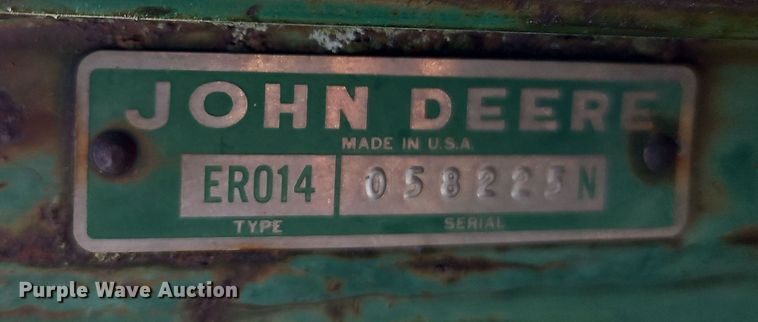 JOHN DEERE
MADE IN U.S.A.
ER014 058225N
TYPE SERIAL
Purple Wave Auction